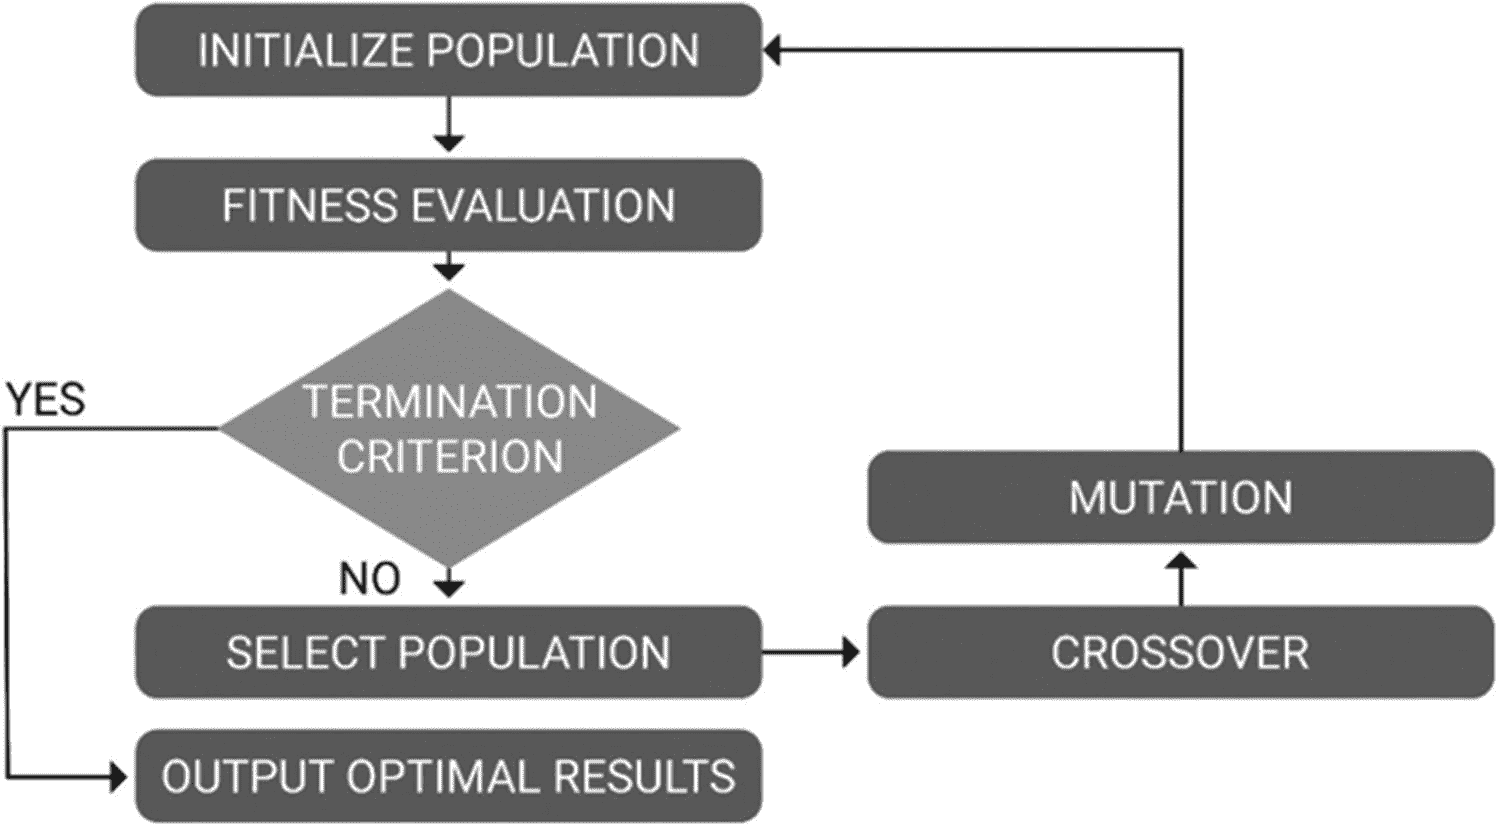 INITIALIZE POPULATION
FITNESS EVALUATION
TERMINATION
CRITERION
YES
NO
SELECT POPULATION
CROSSOVER
MUTATION
OUTPUT OPTIMAL RESULTS